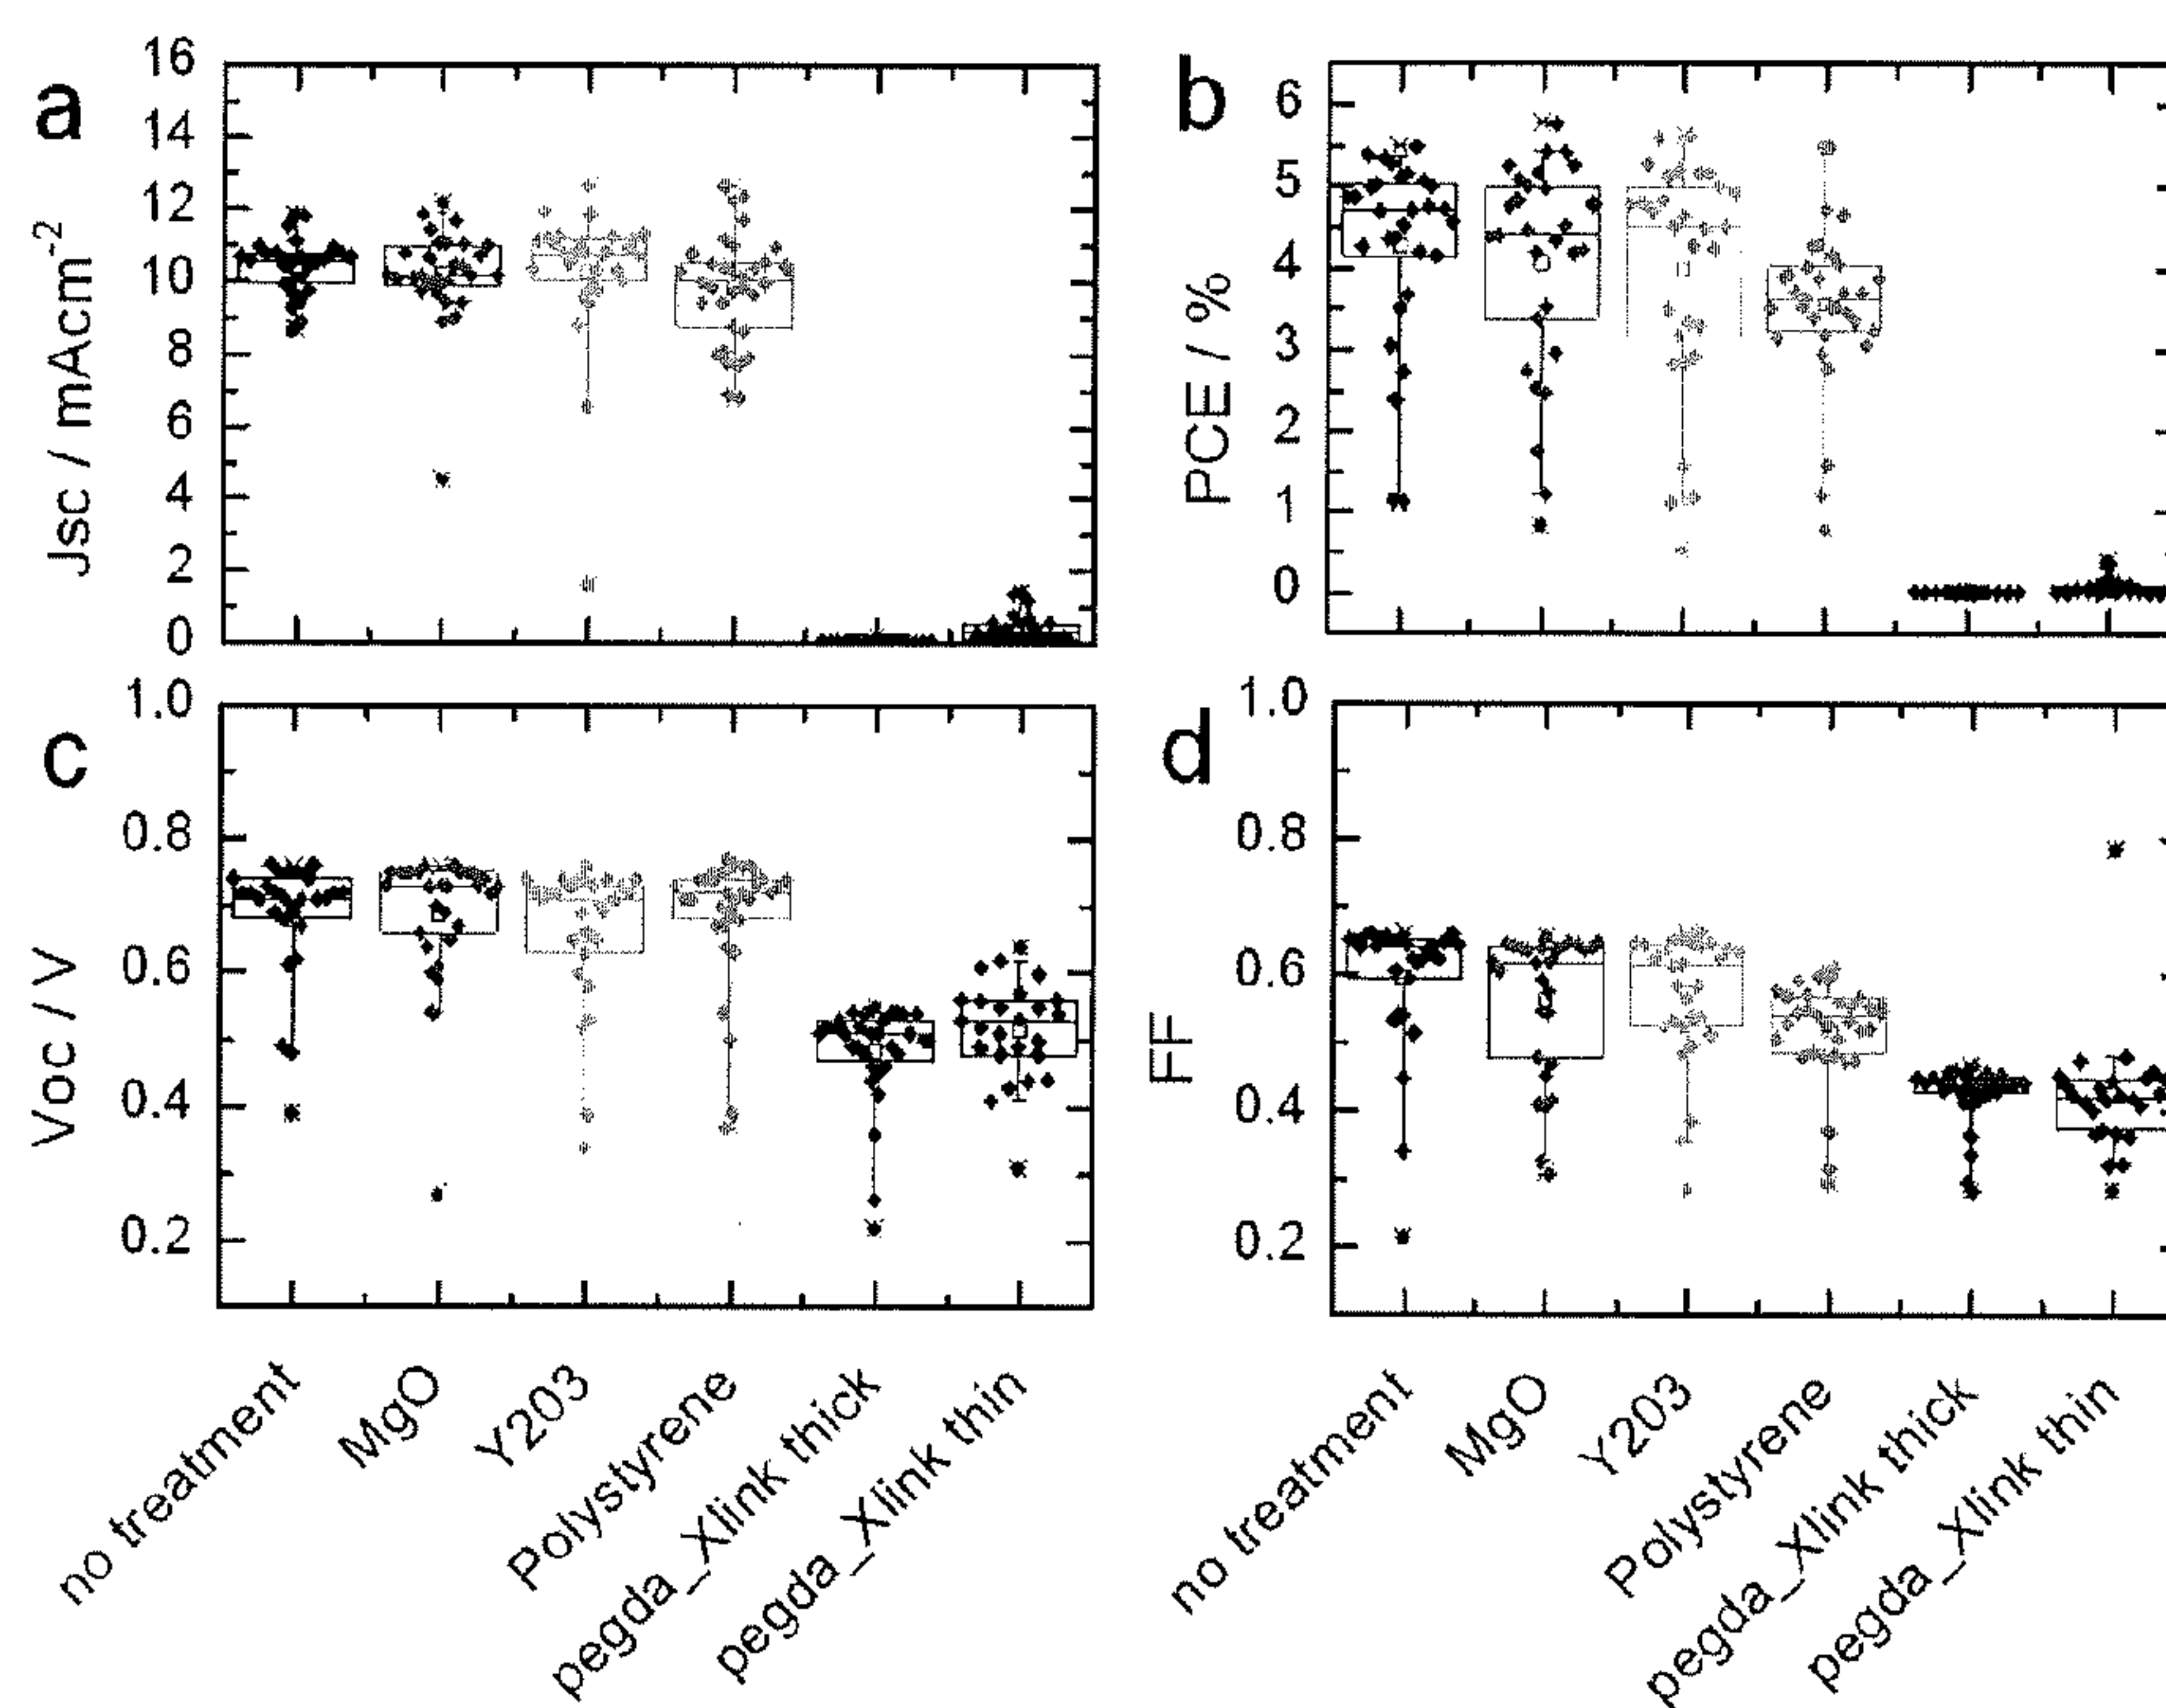 a
16
14
12
10
8
6
4
2
0
Jsc / mAcm-2
b
6
5
4
3
2
1
0
PCE / %
c
1.0
0.8
0.6
0.4
0.2
Voc / V
d
1.0
0.8
0.6
0.4
0.2
FF
no treatment
MgO
Y203
Polystyrene
pegda_Xlink thick
pegda_Xlink thin
no treatment
MgO
Y203
Polystyrene
pegda_Xlink thick
pegda_Xlink thin